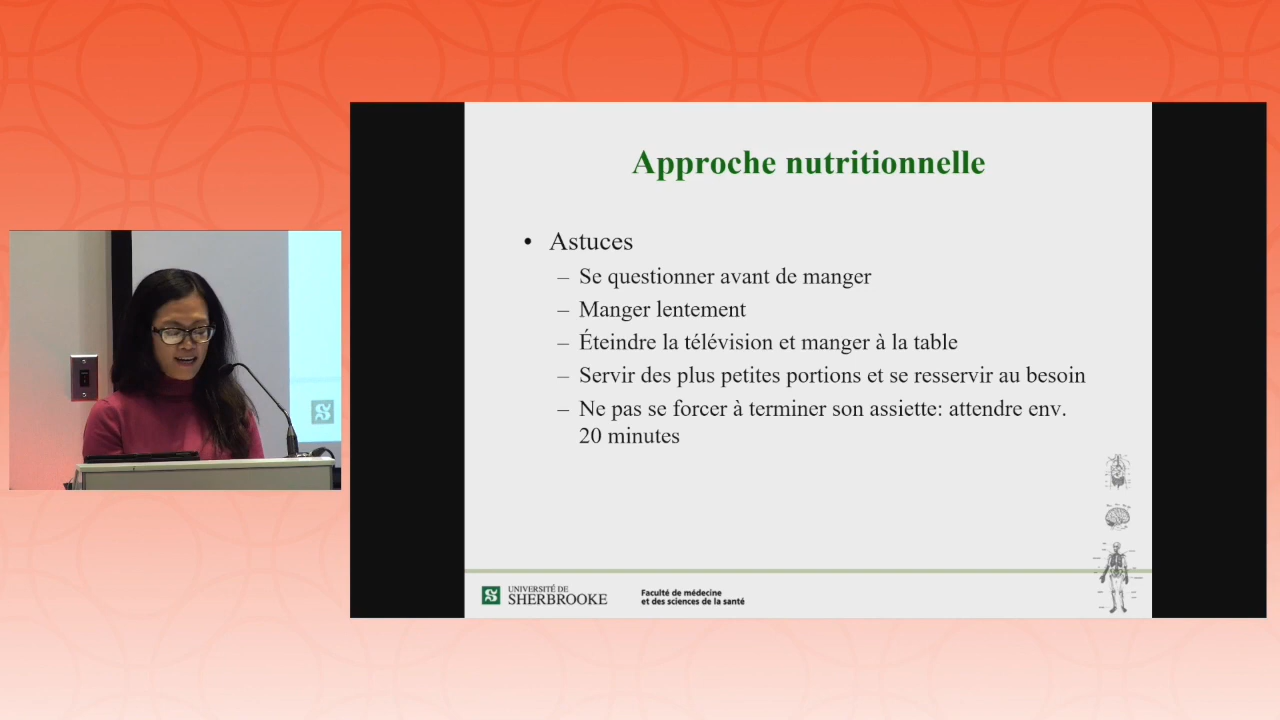 Approche nutritionnelle
• Astuces
– Se questionner avant de manger
– Manger lentement
– Éteindre la télévision et manger à la table
– Servir des plus petites portions et se resservir au besoin
– Ne pas se forcer à terminer son assiette: attendre env.
20 minutes
UNIVERSITÉ DE
SHERBROOKE
Faculté de médecine
et des sciences de la santé